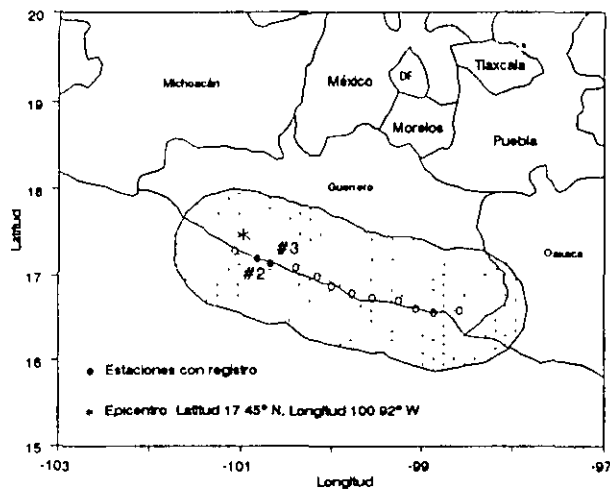 20
19
18
17
16
15
Latitud
Michoacán
México
DF
Tlaxcala
Morelos
Puebla
Guerrero
Oaxaca
#3
#2
● Estaciones con registro
* Epicentro Latitud 17 45° N, Longitud 100 92° W
-103
-101
-99
-97
Longitud